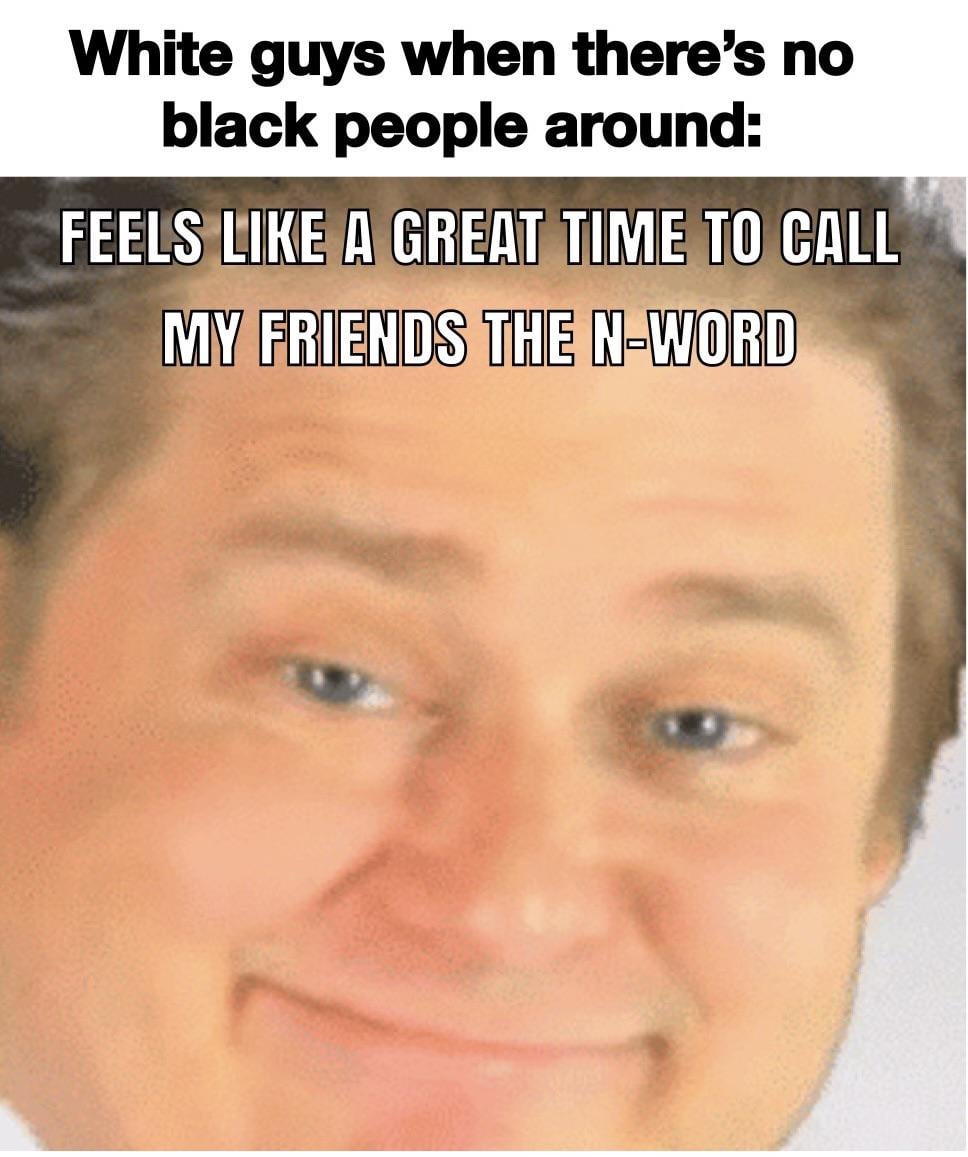 White guys when there’s no
black people around:
FEELS LIKE A GREAT TIME TO CALL
MY FRIENDS THE N-WORD